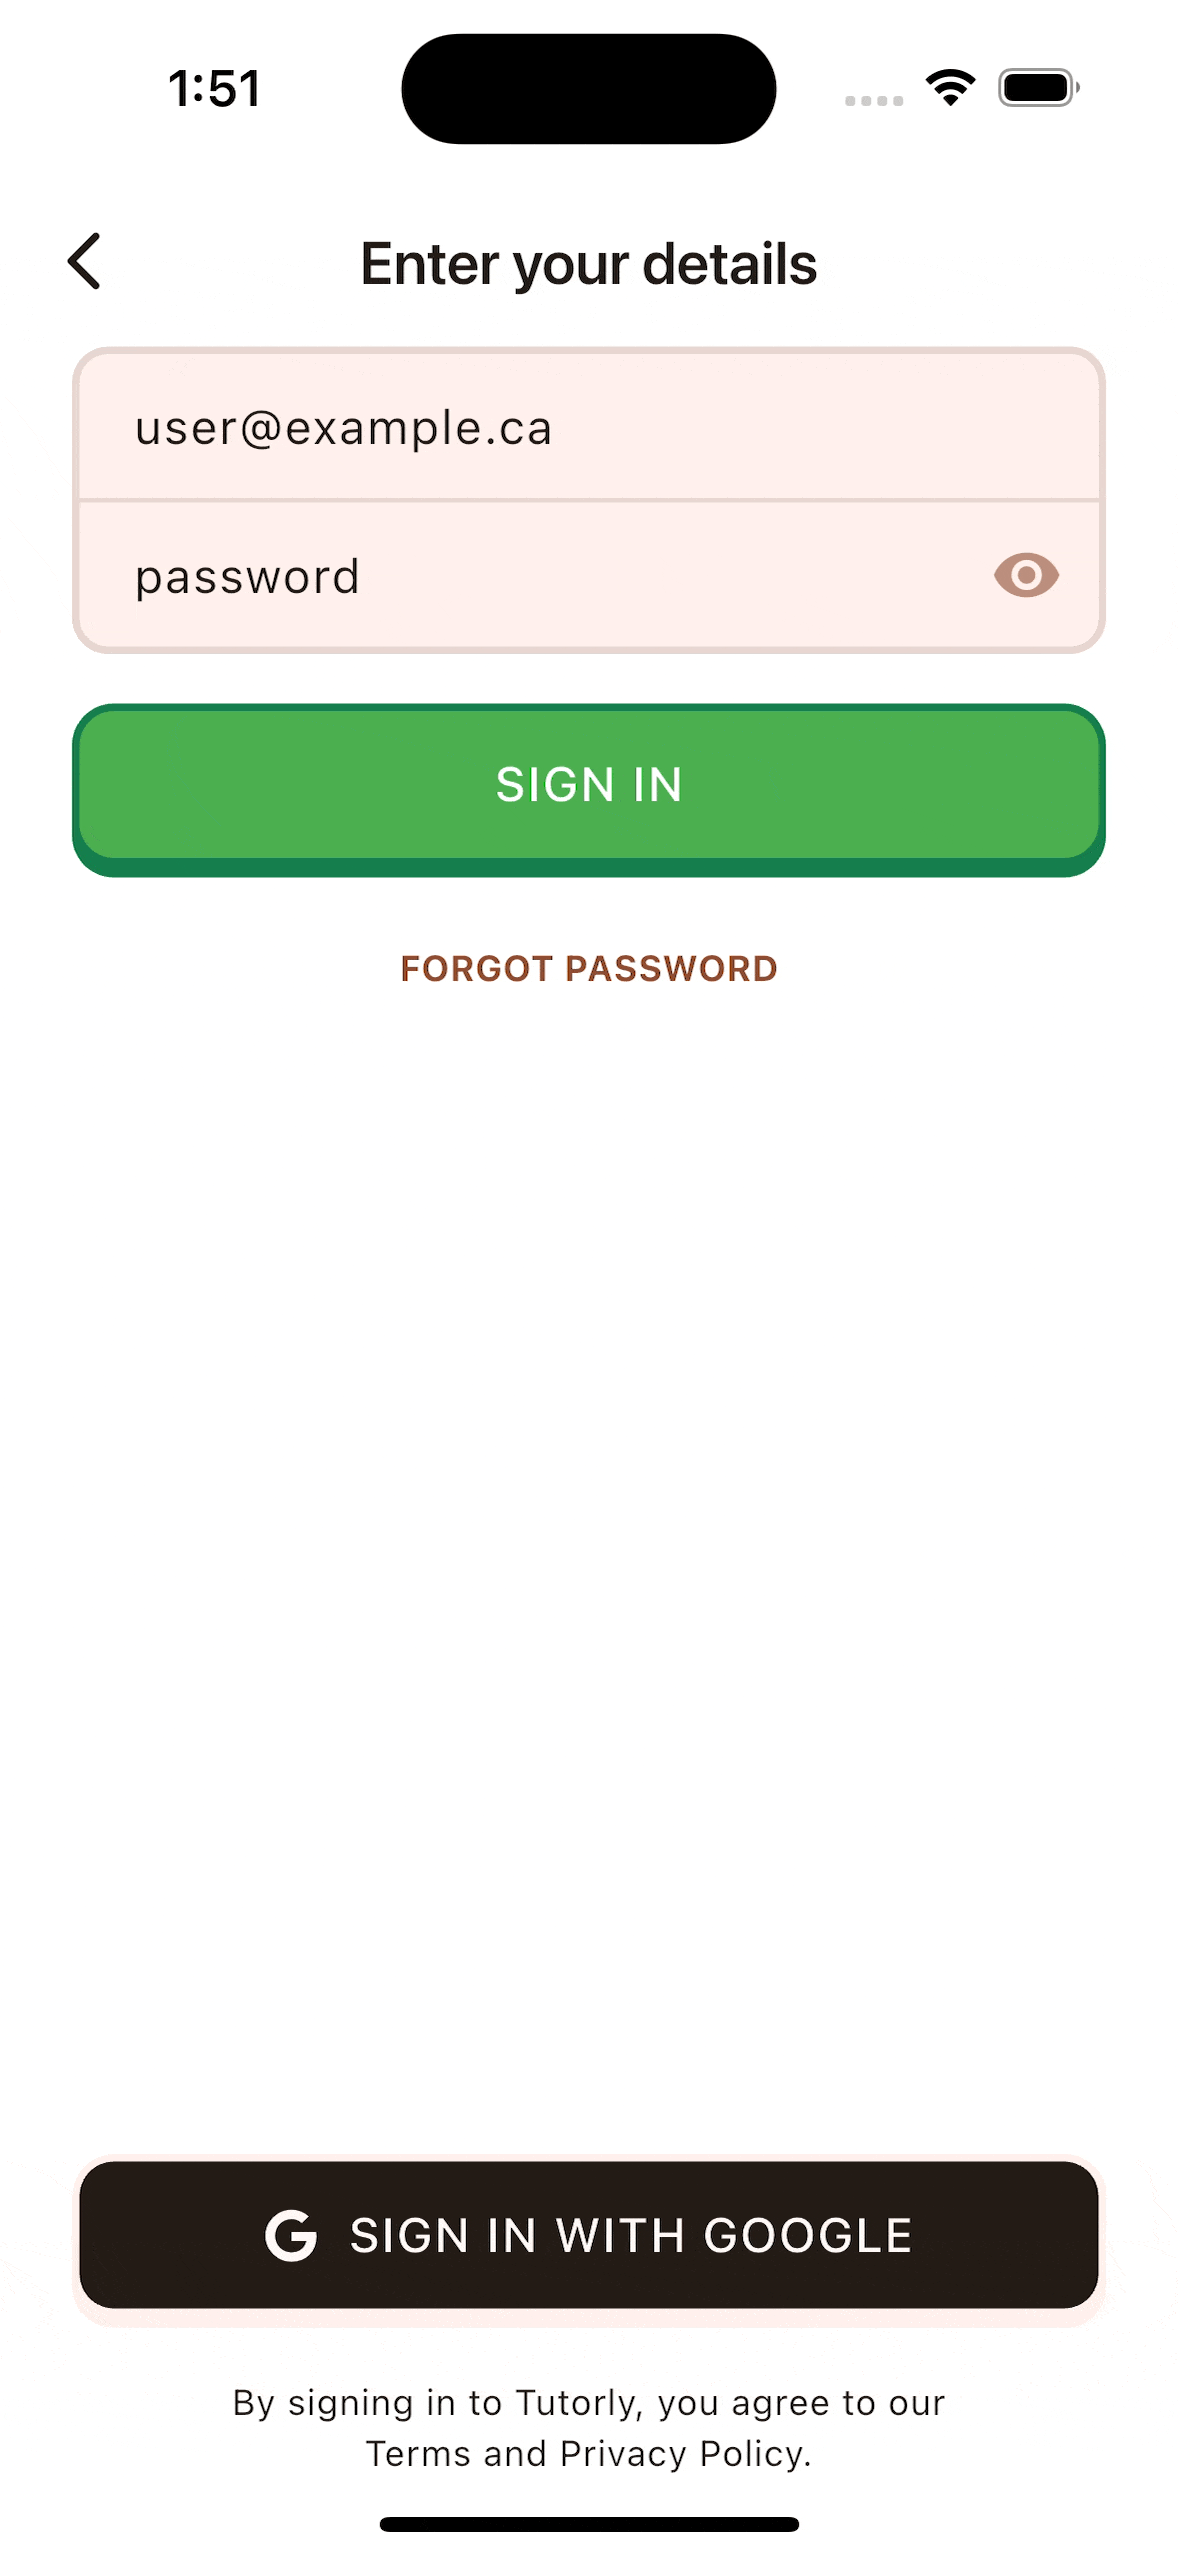 1:51
Enter your details
user@example.ca
password
SIGN IN
FORGOT PASSWORD
SIGN IN WITH GOOGLE
By signing in to Tutorly, you agree to our
Terms and Privacy Policy.